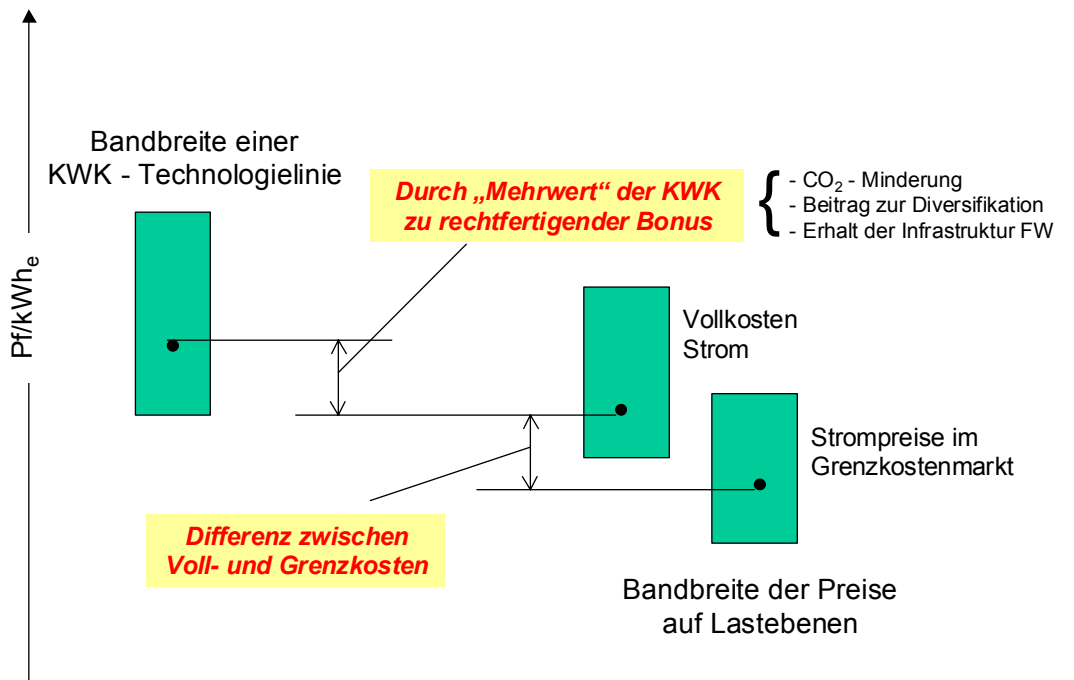 Pf/kWhₑ
Bandbreite einer
KWK - Technologielinie
Durch „Mehrwert“ der KWK
zu rechtfertigender Bonus
- CO₂ - Minderung
- Beitrag zur Diversifikation
- Erhalt der Infrastruktur FW
Vollkosten
Strom
Strompreise im
Grenzkostenmarkt
Differenz zwischen
Voll- und Grenzkosten
Bandbreite der Preise
auf Lastebenen